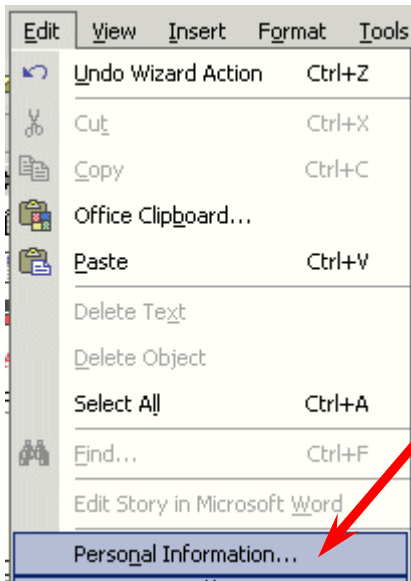 Edit View Insert Format Tools
Undo Wizard Action Ctrl+Z
Cut Ctrl+X
Copy Ctrl+C
Office Clipboard...
Paste Ctrl+V
Delete Text
Delete Object
Select All Ctrl+A
Find... Ctrl+F
Edit Story in Microsoft Word
Personal Information...